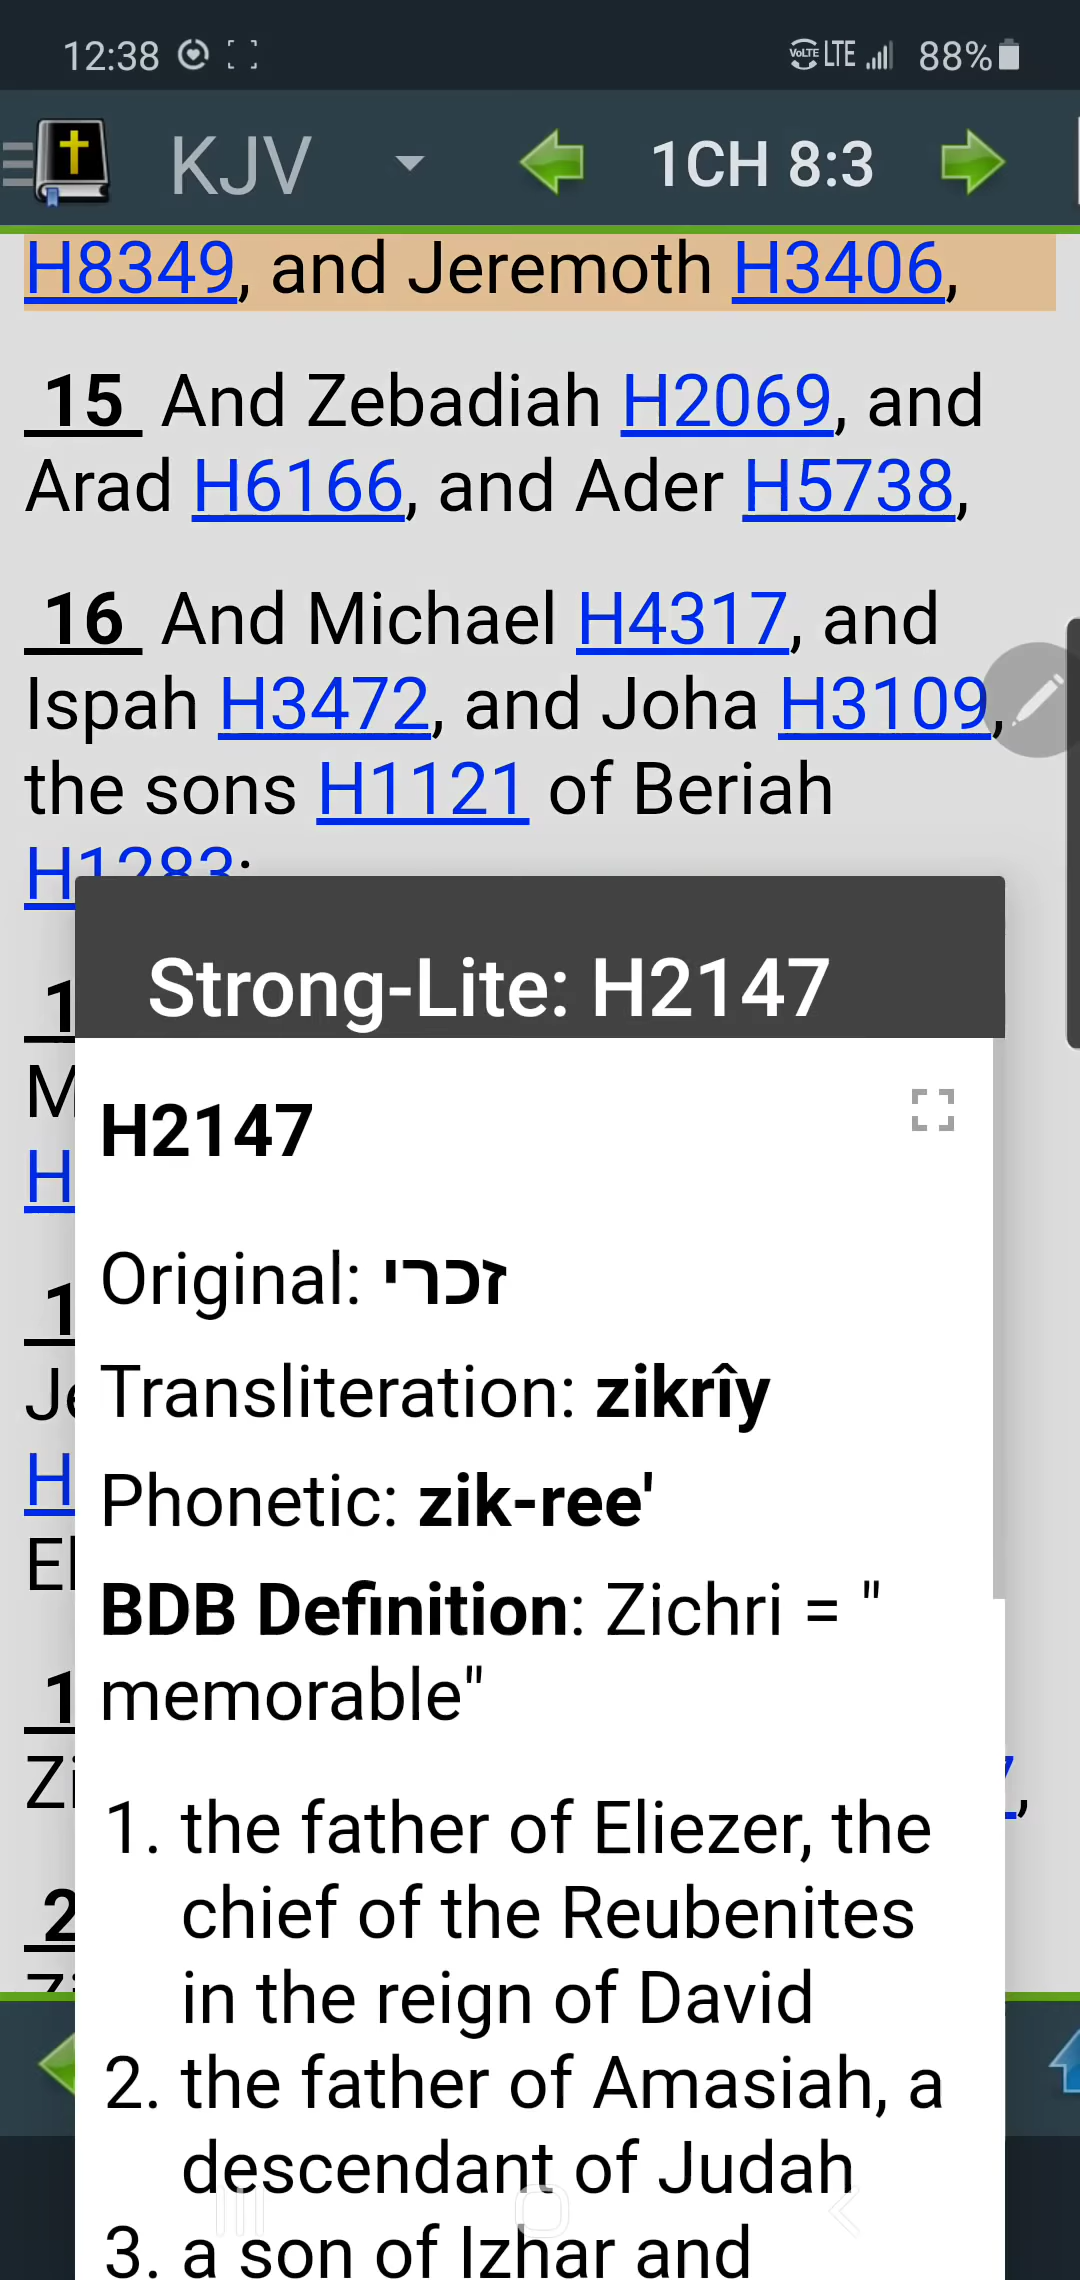 12:38 VoLTE LTE 88%
KJV 1CH 8:3
H8349, and Jeremoth H3406,
15 And Zebadiah H2069, and
Arad H6166, and Ader H5738,
16 And Michael H4317, and
Ispah H3472, and Joha H3109,
the sons H1121 of Beriah
H1283;
Strong-Lite: H2147
H2147
Original: זכרי
Transliteration: zikrîy
Phonetic: zik-ree'
BDB Definition: Zichri = "
memorable"
1. the father of Eliezer, the
chief of the Reubenites
in the reign of David
2. the father of Amasiah, a
descendant of Judah
3. a son of Izhar and